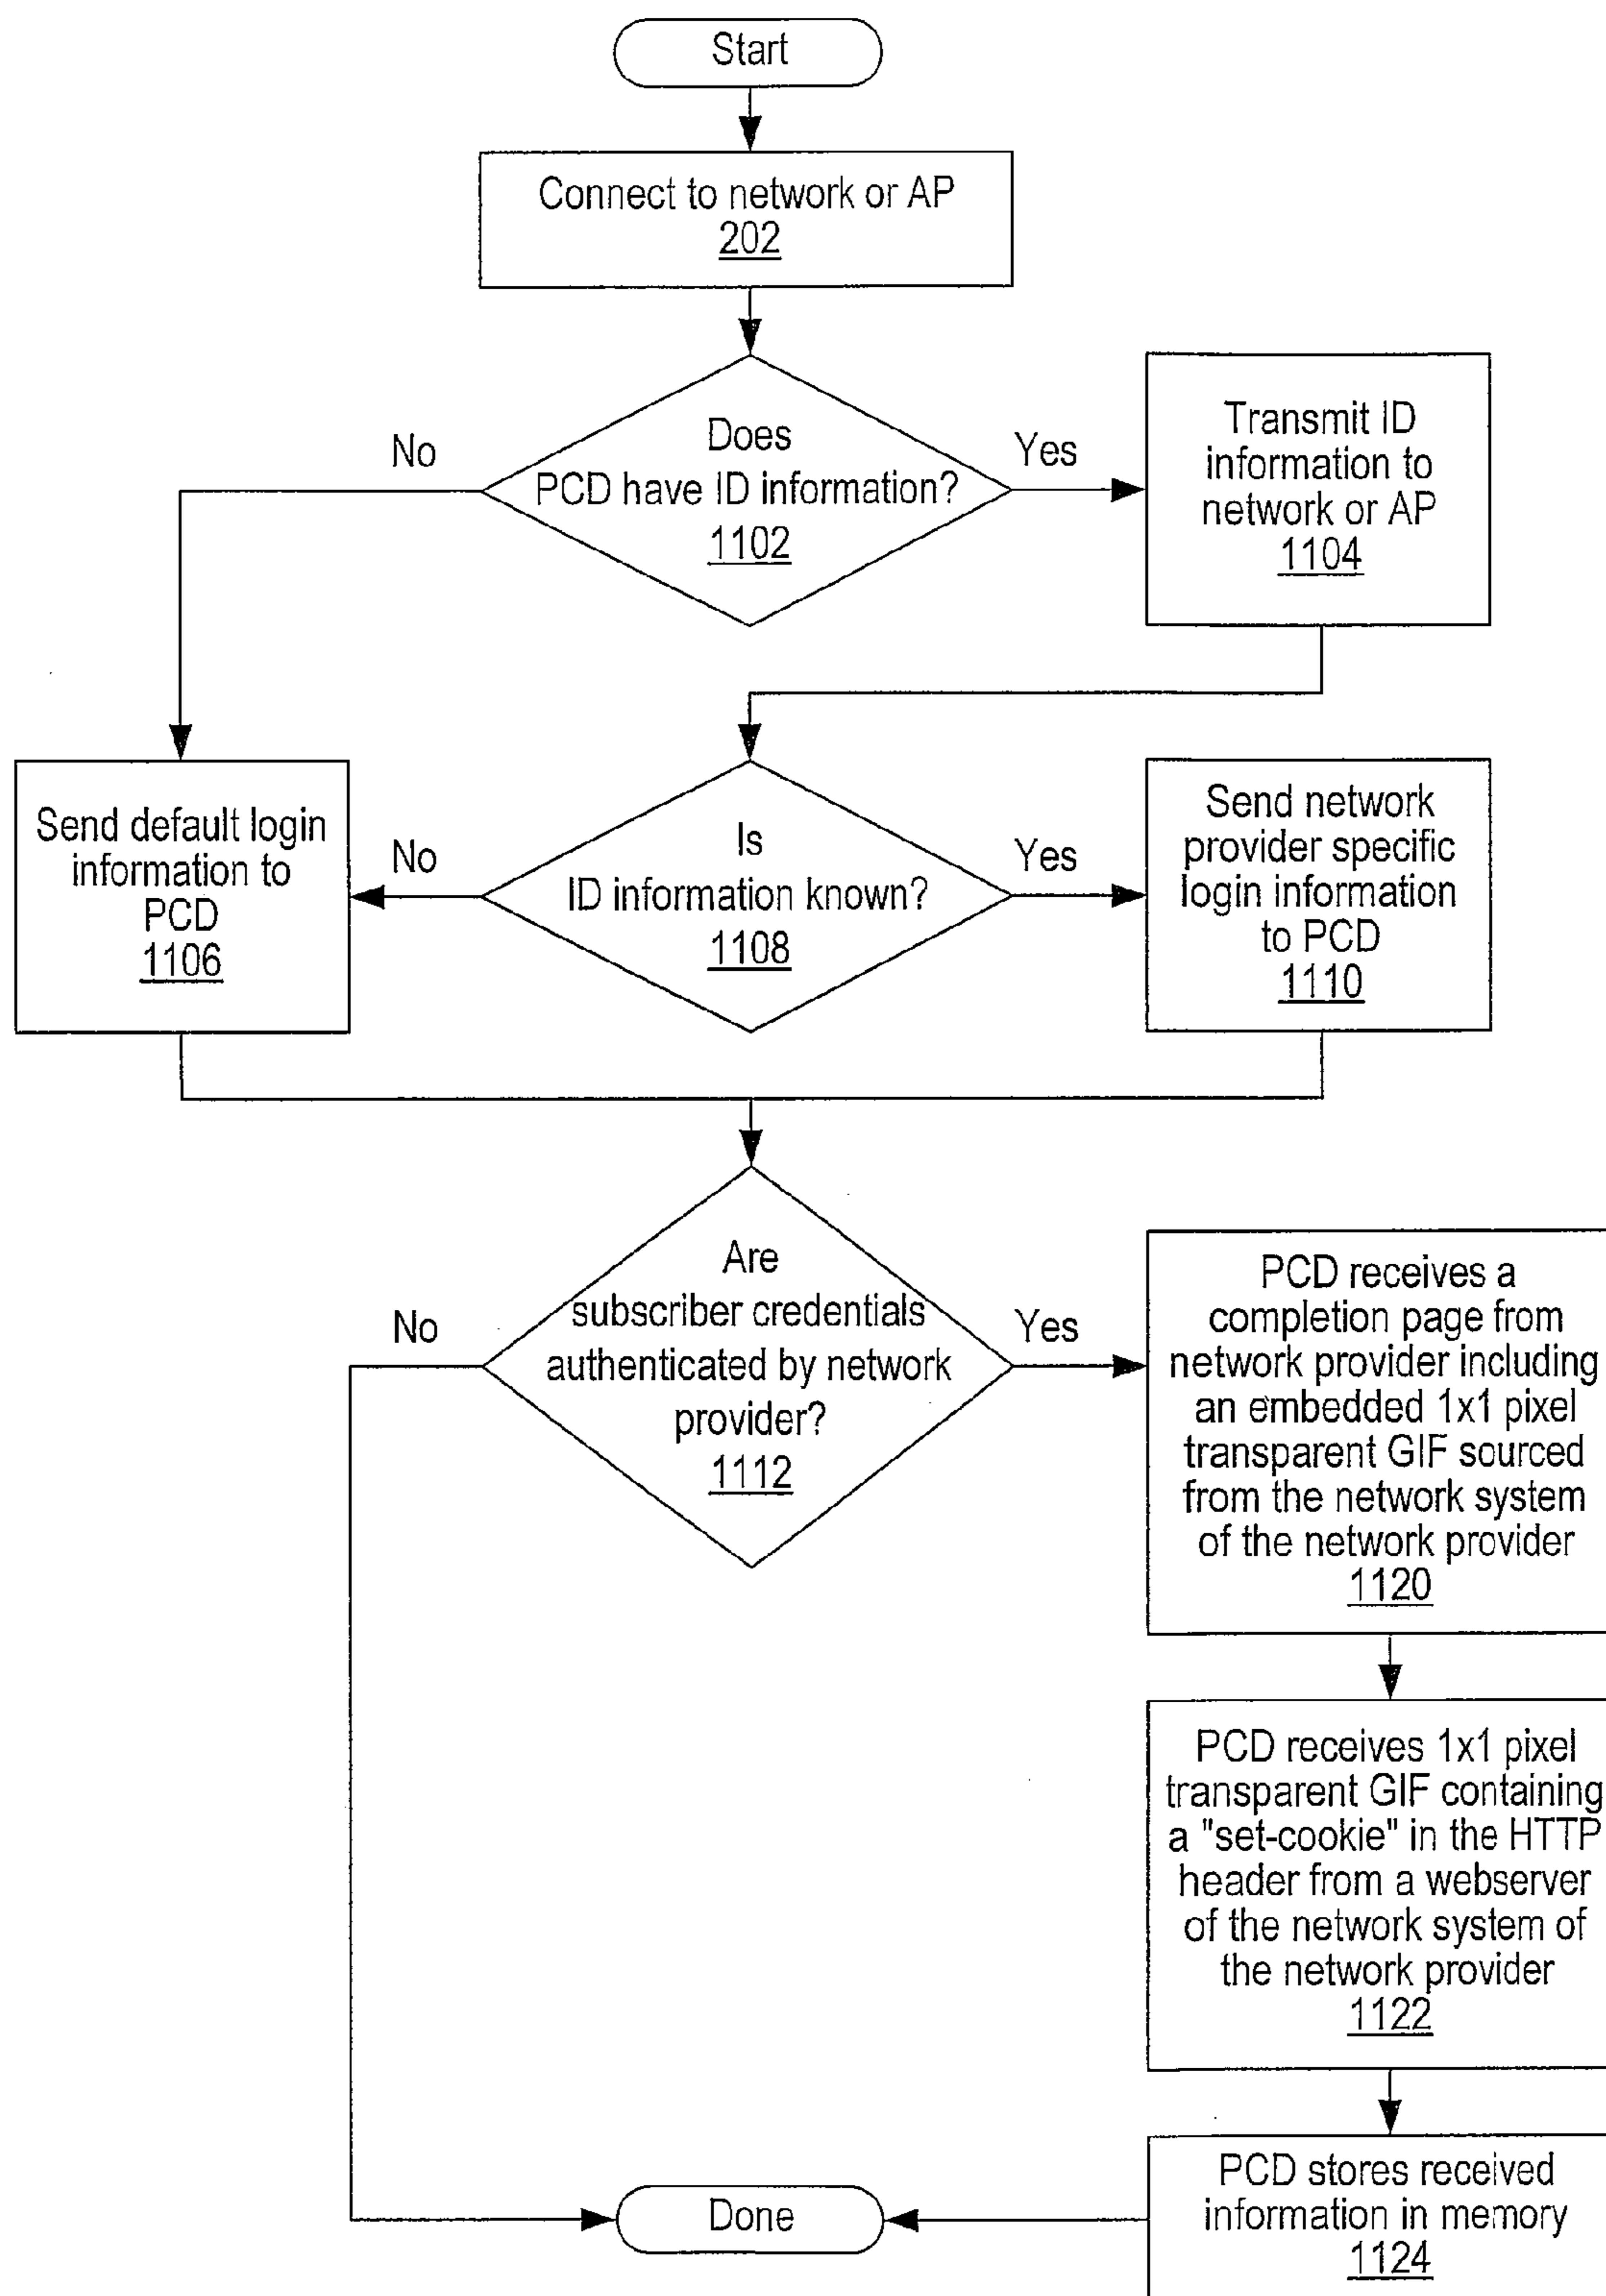 Start
Connect to network or AP
202
Does
PCD have ID information?
1102
No
Yes
Transmit ID
information to
network or AP
1104
Send default login
information to
PCD
1106
No
Is
ID information known?
1108
Yes
Send network
provider specific
login information
to PCD
1110
Are
subscriber credentials
authenticated by network
provider?
1112
No
Yes
PCD receives a
completion page from
network provider including
an embedded 1x1 pixel
transparent GIF sourced
from the network system
of the network provider
1120
PCD receives 1x1 pixel
transparent GIF containing
a "set-cookie" in the HTTP
header from a webserver
of the network system of
the network provider
1122
PCD stores received
information in memory
1124
Done